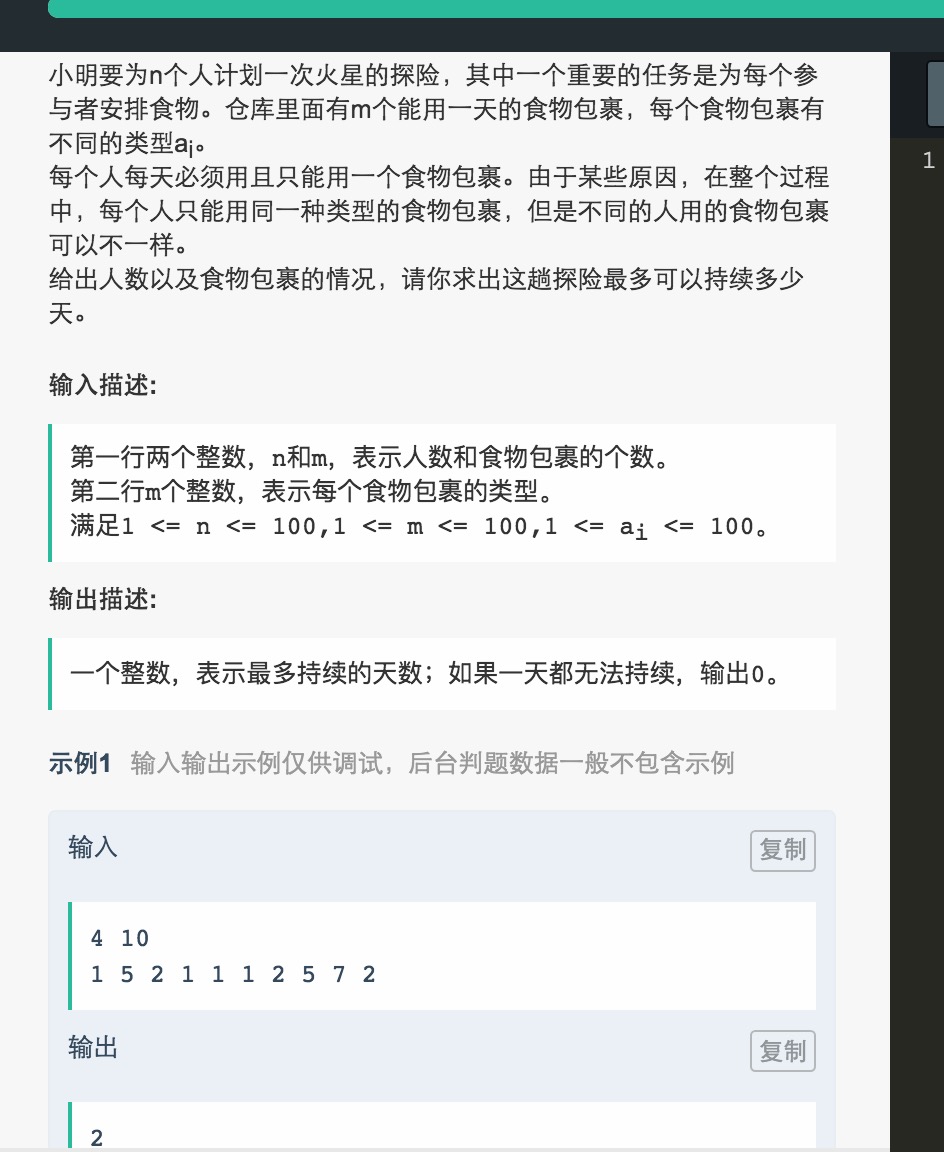 小明要为n个人计划一次火星的探险，其中一个重要的任务是为每个参
与者安排食物。仓库里面有m个能用一天的食物包裹，每个食物包裹有
不同的类型ai。
每个人每天必须用且只能用一个食物包裹。由于某些原因，在整个过程
中，每个人只能用同一种类型的食物包裹，但是不同的人用的食物包裹
可以不一样。
给出人数以及食物包裹的情况，请你求出这趟探险最多可以持续多少
天。
输入描述:
第一行两个整数，n和m，表示人数和食物包裹的个数。
第二行m个整数，表示每个食物包裹的类型。
满足1 <= n <= 100,1 <= m <= 100,1 <= ai <= 100。
输出描述:
一个整数，表示最多持续的天数；如果一天都无法持续，输出0。
示例1 输入输出示例仅供调试，后台判题数据一般不包含示例
输入 复制
4 10
1 5 2 1 1 1 2 5 7 2
输出 复制
2
1